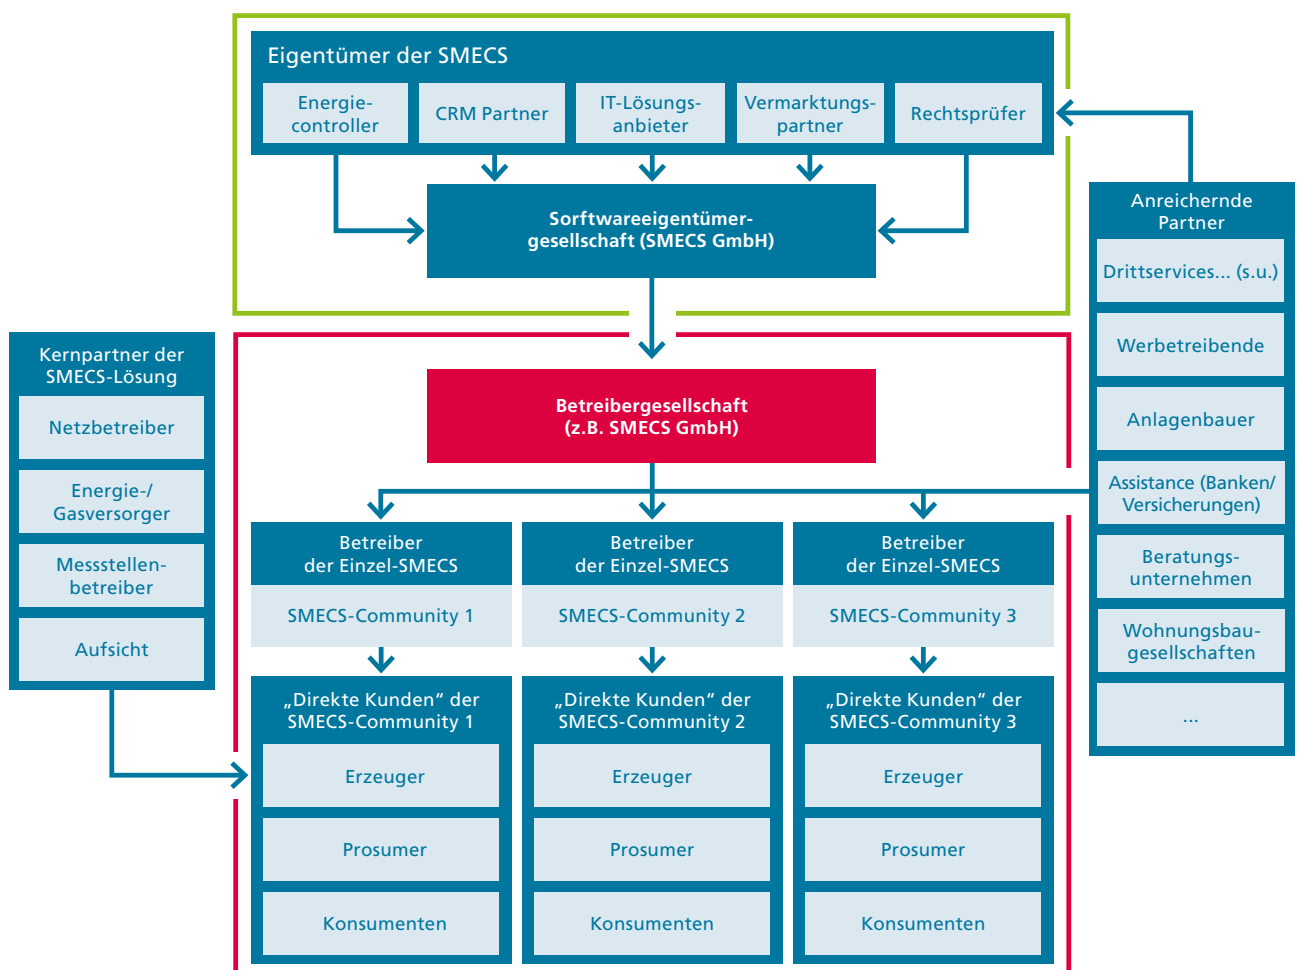 Eigentümer der SMECS
Energie-
controller
CRM Partner
IT-Lösungs-
anbieter
Vermarktungs-
partner
Rechtsprüfer
Sorftwareeigentümer-
gesellschaft (SMECS GmbH)
Anreichernde
Partner
Drittservices... (s.u.)
Werbetreibende
Anlagenbauer
Assistance (Banken/
Versicherungen)
Beratungs-
unternehmen
Wohnungsbau-
gesellschaften
...
Kernpartner der
SMECS-Lösung
Netzbetreiber
Energie-/
Gasversorger
Messstellen-
betreiber
Aufsicht
Betreibergesellschaft
(z.B. SMECS GmbH)
Betreiber
der Einzel-SMECS
SMECS-Community 1
Betreiber
der Einzel-SMECS
SMECS-Community 2
Betreiber
der Einzel-SMECS
SMECS-Community 3
„Direkte Kunden“ der
SMECS-Community 1
Erzeuger
Prosumer
Konsumenten
„Direkte Kunden“ der
SMECS-Community 2
Erzeuger
Prosumer
Konsumenten
„Direkte Kunden“ der
SMECS-Community 3
Erzeuger
Prosumer
Konsumenten